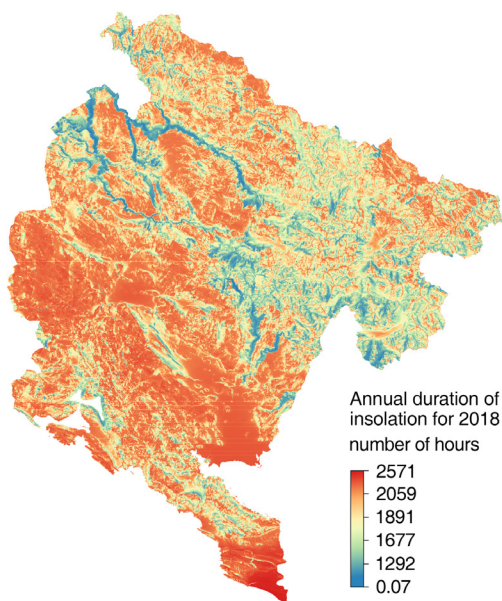 Annual duration of
insolation for 2018
number of hours
2571
2059
1891
1677
1292
0.07